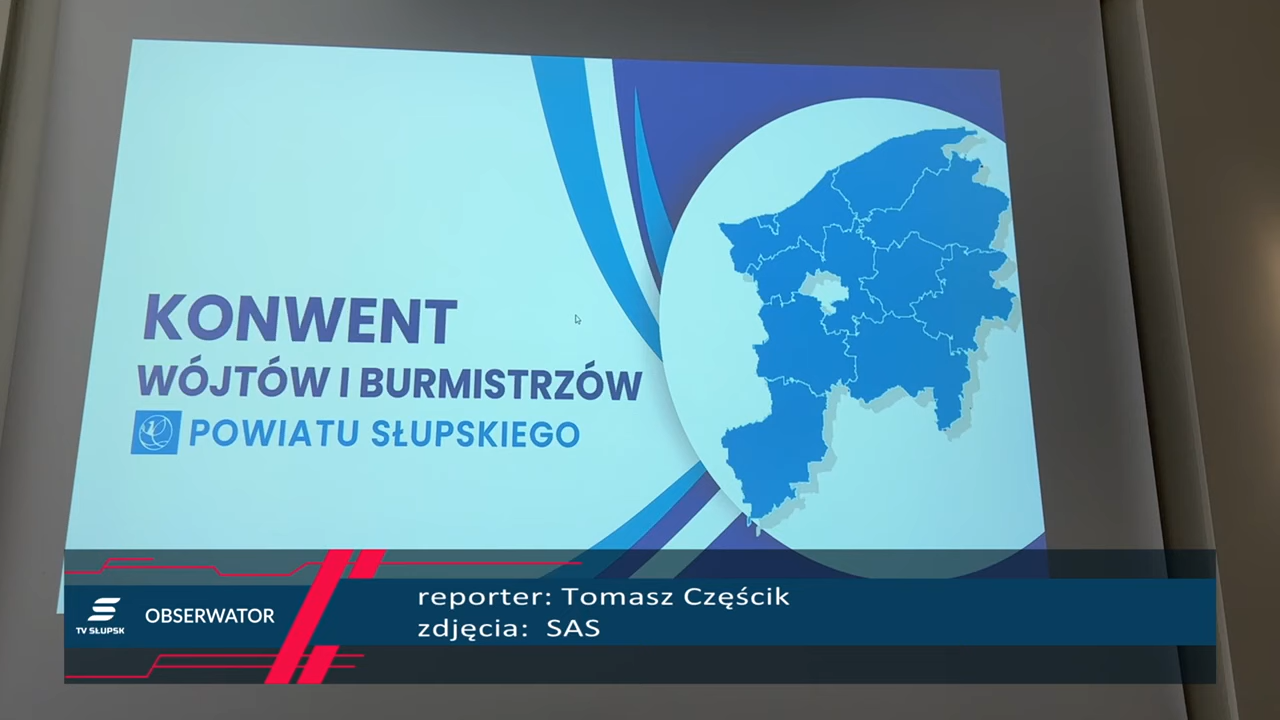 KONWENT
WÓJTÓW I BURMISTRZÓW
POWIATU SŁUPSKIEGO
reporter: Tomasz Częścik
zdjęcia: SAS
TV SŁUPSK
OBSERWATOR